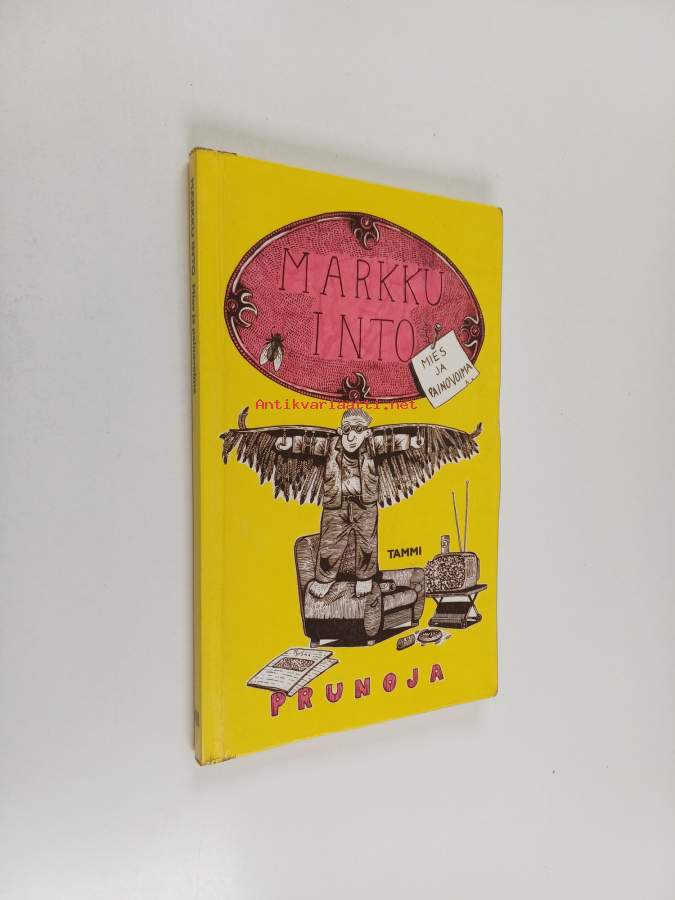 MARKKU
INTO
MIES
JA
PAINOVOIMA
Antikvariaatti.net
TAMMI
PRUNOJA
MARKKU INTO Mies ja painovoima